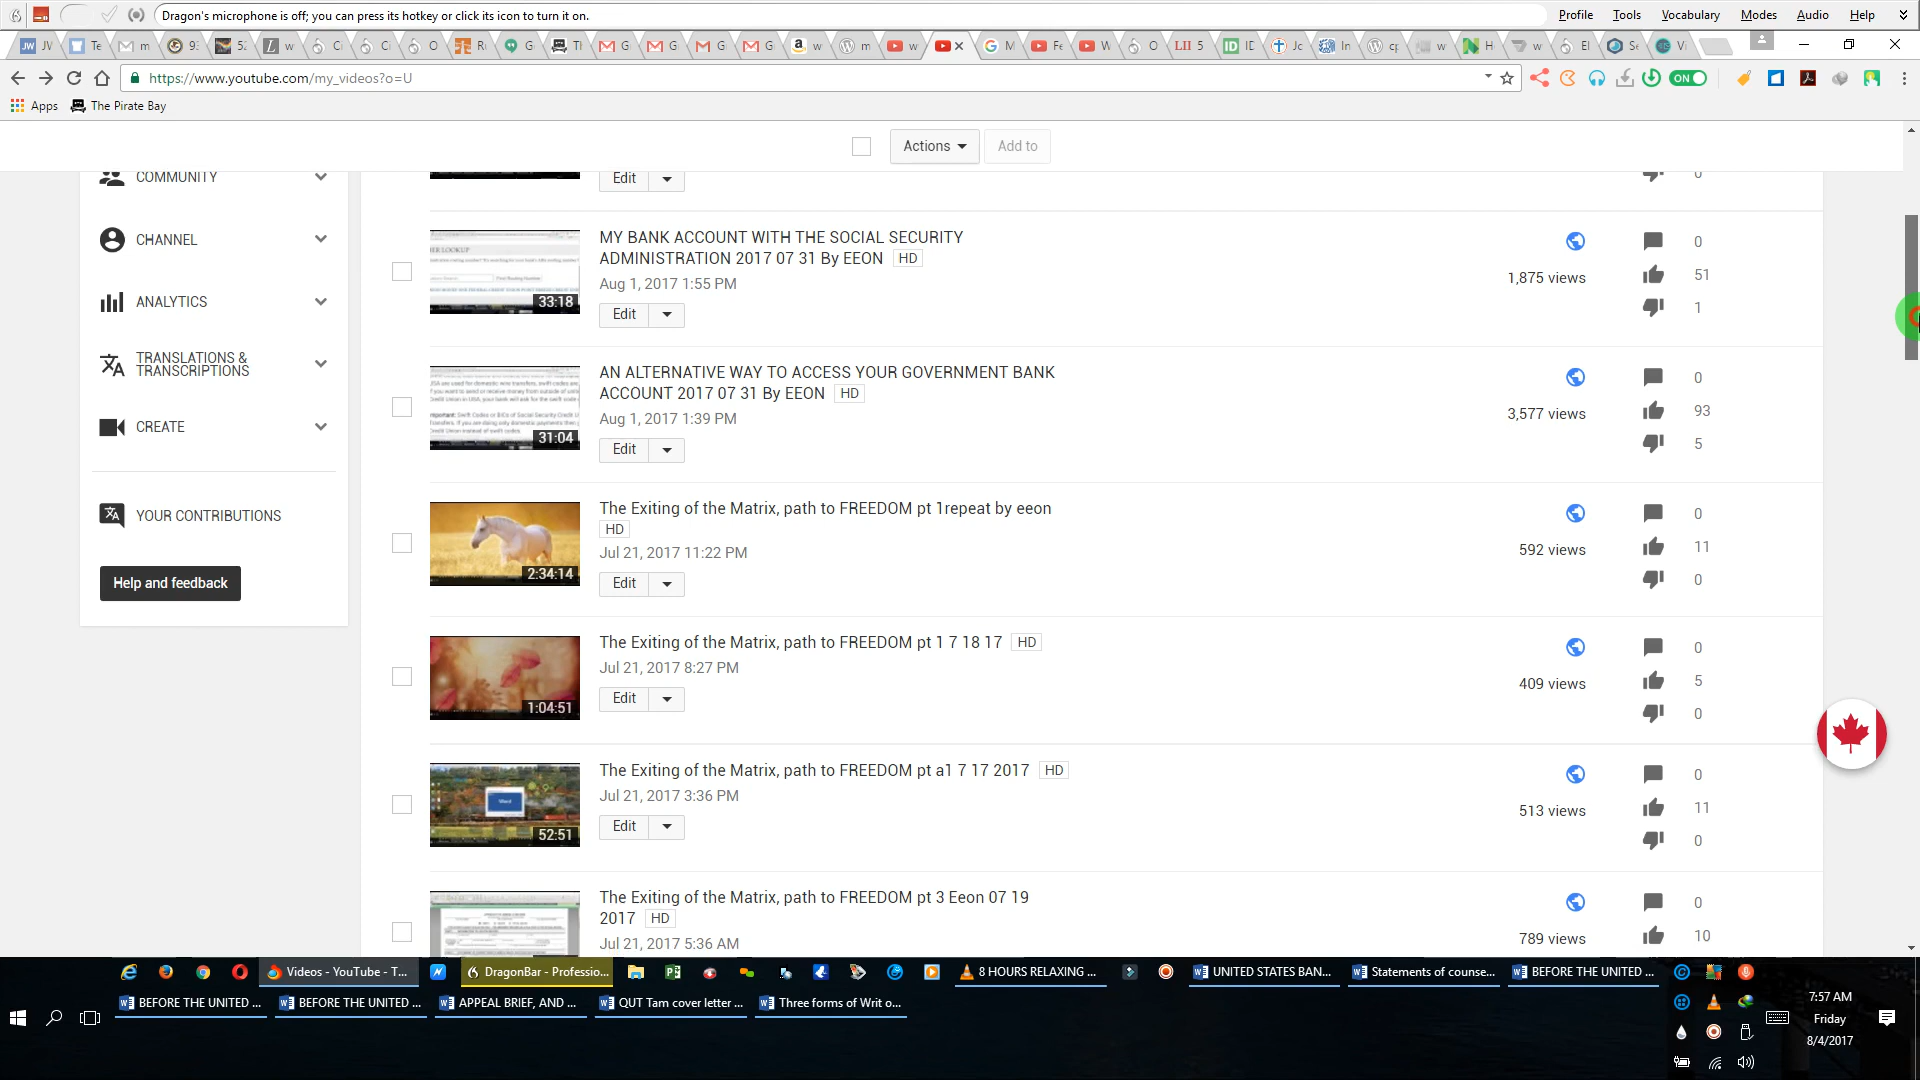 Dragon's microphone is off; you can press its hotkey or click its icon to turn it on.
Profile Tools Vocabulary Modes Audio Help
https://www.youtube.com/my_videos?o=U
ON
Apps The Pirate Bay
Actions Add to
COMMUNITY
CHANNEL
ANALYTICS
TRANSLATIONS &
TRANSCRIPTIONS
CREATE
YOUR CONTRIBUTIONS
Help and feedback
Edit
0
MY BANK ACCOUNT WITH THE SOCIAL SECURITY
ADMINISTRATION 2017 07 31 By EEON HD
Aug 1, 2017 1:55 PM
33:18
Edit
1,875 views
0
51
1
AN ALTERNATIVE WAY TO ACCESS YOUR GOVERNMENT BANK
ACCOUNT 2017 07 31 By EEON HD
Aug 1, 2017 1:39 PM
31:04
Edit
3,577 views
0
93
5
The Exiting of the Matrix, path to FREEDOM pt 1repeat by eeon
HD
Jul 21, 2017 11:22 PM
2:34:14
Edit
592 views
0
11
0
The Exiting of the Matrix, path to FREEDOM pt 1 7 18 17 HD
Jul 21, 2017 8:27 PM
1:04:51
Edit
409 views
0
5
0
The Exiting of the Matrix, path to FREEDOM pt a1 7 17 2017 HD
Jul 21, 2017 3:36 PM
52:51
Edit
513 views
0
11
0
The Exiting of the Matrix, path to FREEDOM pt 3 Eeon 07 19
2017 HD
Jul 21, 2017 5:36 AM
789 views
0
10
Videos - YouTube - T...
DragonBar - Professio...
8 HOURS RELAXING ...
UNITED STATES BAN...
Statements of counse...
BEFORE THE UNITED ...
BEFORE THE UNITED ...
BEFORE THE UNITED ...
APPEAL BRIEF, AND ...
QUT Tam cover letter ...
Three forms of Writ o...
7:57 AM
Friday
8/4/2017